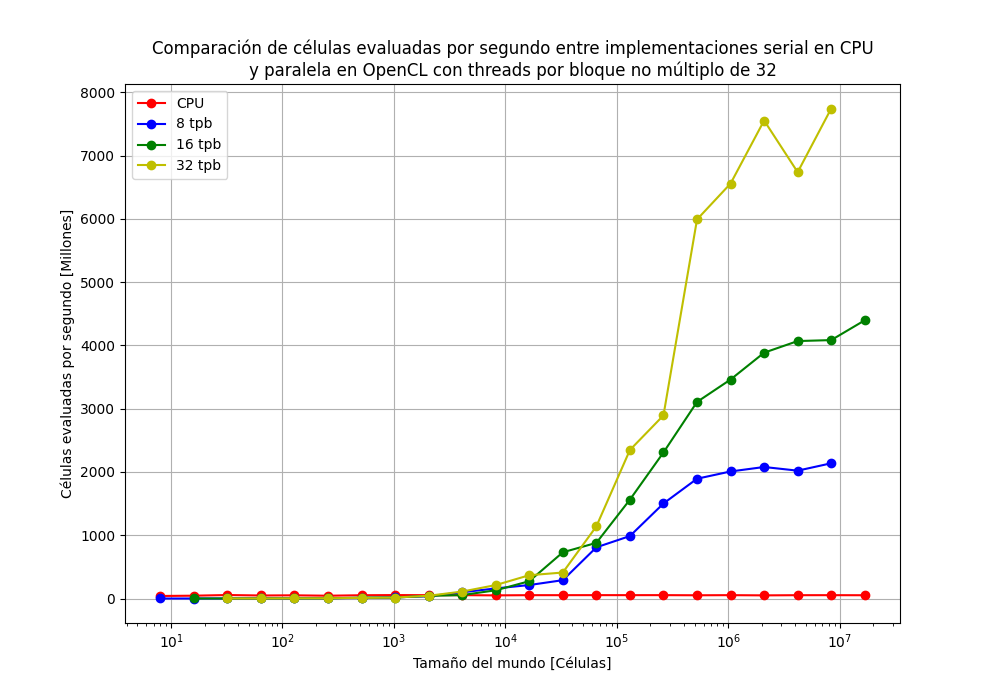 Comparación de células evaluadas por segundo entre implementaciones serial en CPU
y paralela en OpenCL con threads por bloque no múltiplo de 32
CPU
8 tpb
16 tpb
32 tpb
8000
7000
6000
5000
4000
3000
2000
1000
0
Células evaluadas por segundo [Millones]
10¹
10²
10³
10⁴
10⁵
10⁶
10⁷
Tamaño del mundo [Células]